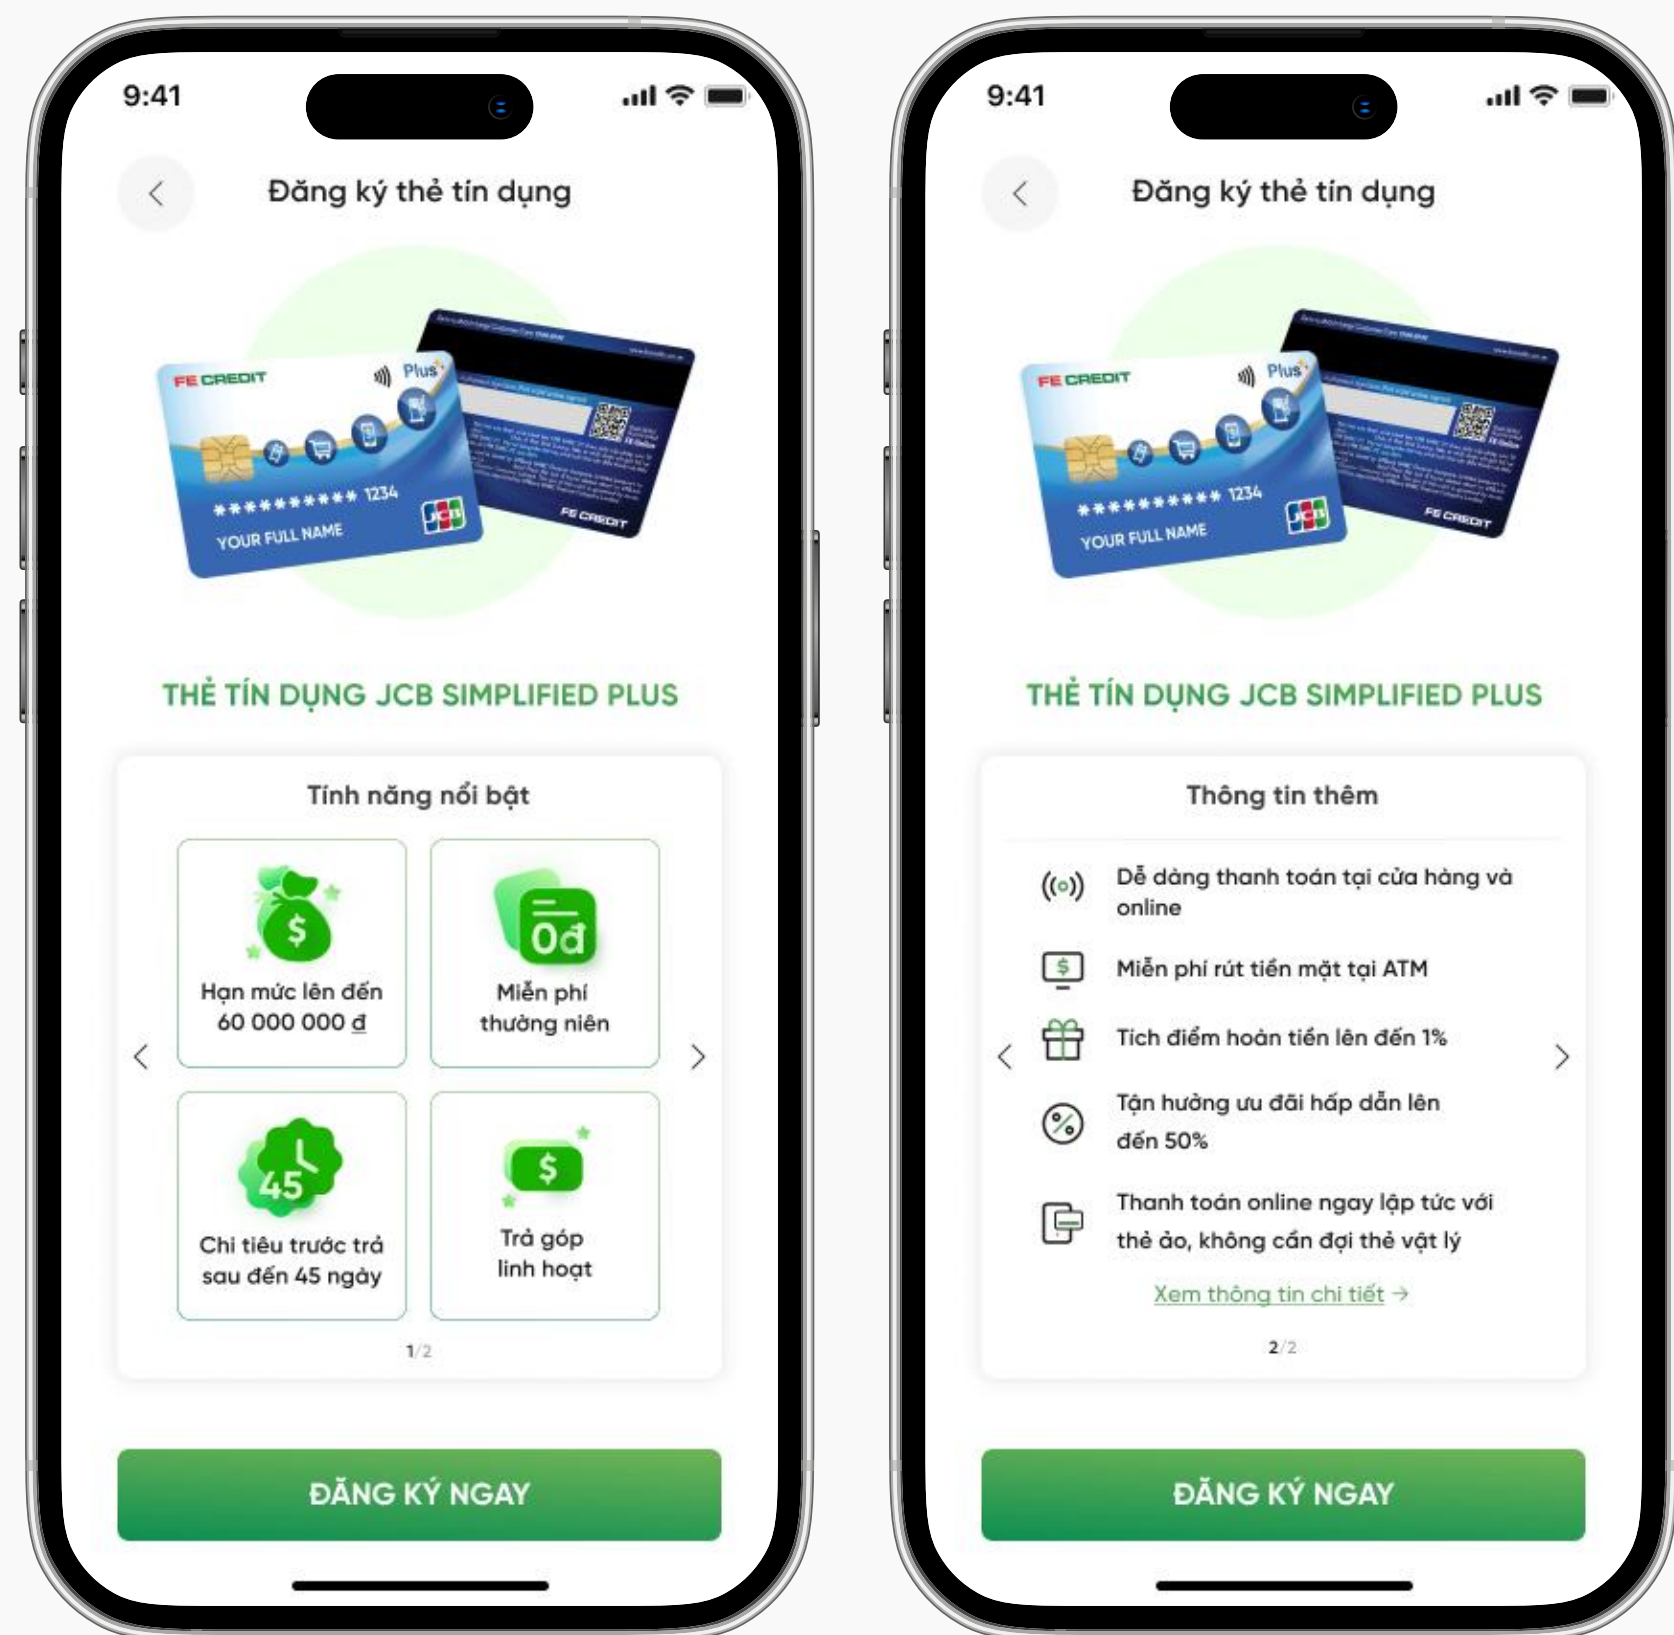 9:41
Đăng ký thẻ tín dụng
FE CREDIT
Plus
********** 1234
YOUR FULL NAME
JCB
FE CREDIT
THẺ TÍN DỤNG JCB SIMPLIFIED PLUS
Tính năng nổi bật
$
Hạn mức lên đến
60 000 000 đ
0đ
Miễn phí
thường niên
45
Chi tiêu trước trả
sau đến 45 ngày
$
Trả góp
linh hoạt
1/2
ĐĂNG KÝ NGAY
9:41
Đăng ký thẻ tín dụng
FE CREDIT
Plus
********** 1234
YOUR FULL NAME
JCB
FE CREDIT
THẺ TÍN DỤNG JCB SIMPLIFIED PLUS
Thông tin thêm
Dễ dàng thanh toán tại cửa hàng và
online
$
Miễn phí rút tiền mặt tại ATM
Tích điểm hoàn tiền lên đến 1%
%
Tận hưởng ưu đãi hấp dẫn lên
đến 50%
Thanh toán online ngay lập tức với
thẻ ảo, không cần đợi thẻ vật lý
Xem thông tin chi tiết →
2/2
ĐĂNG KÝ NGAY